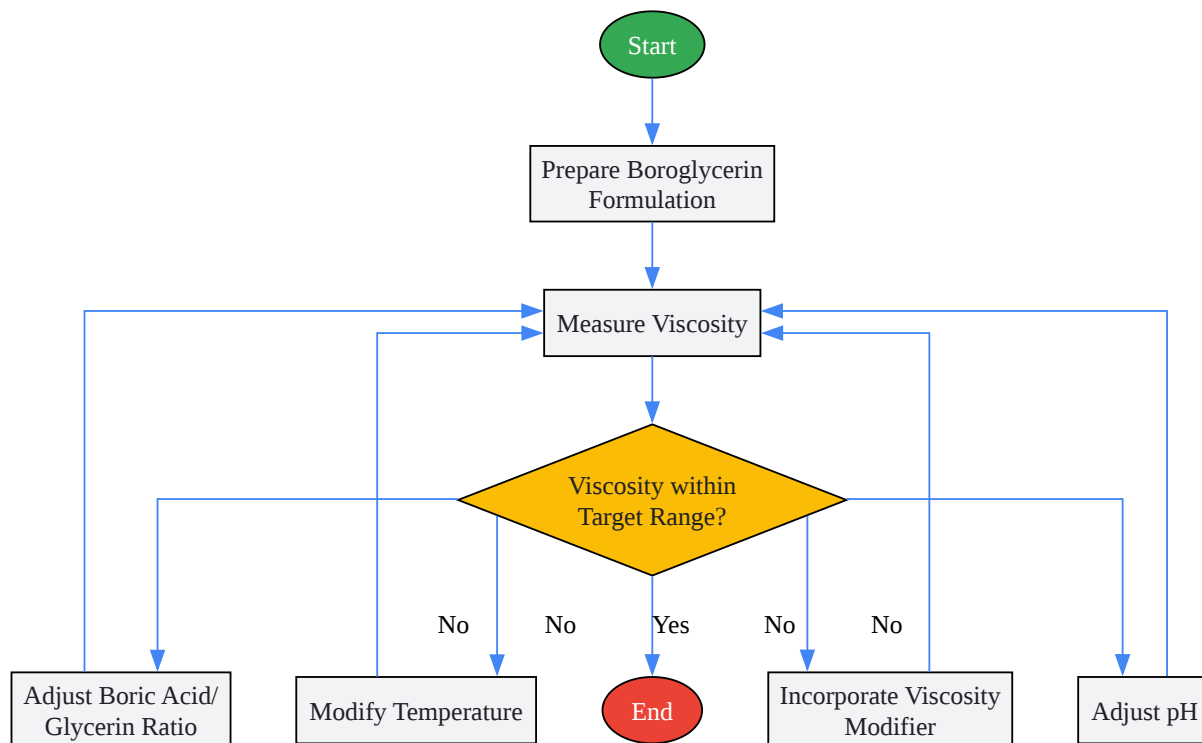 Start
Prepare Boroglycerin
Formulation
Measure Viscosity
Viscosity within
Target Range?
No
No
Yes
No
No
Adjust Boric Acid/
Glycerin Ratio
Modify Temperature
End
Incorporate Viscosity
Modifier
Adjust pH